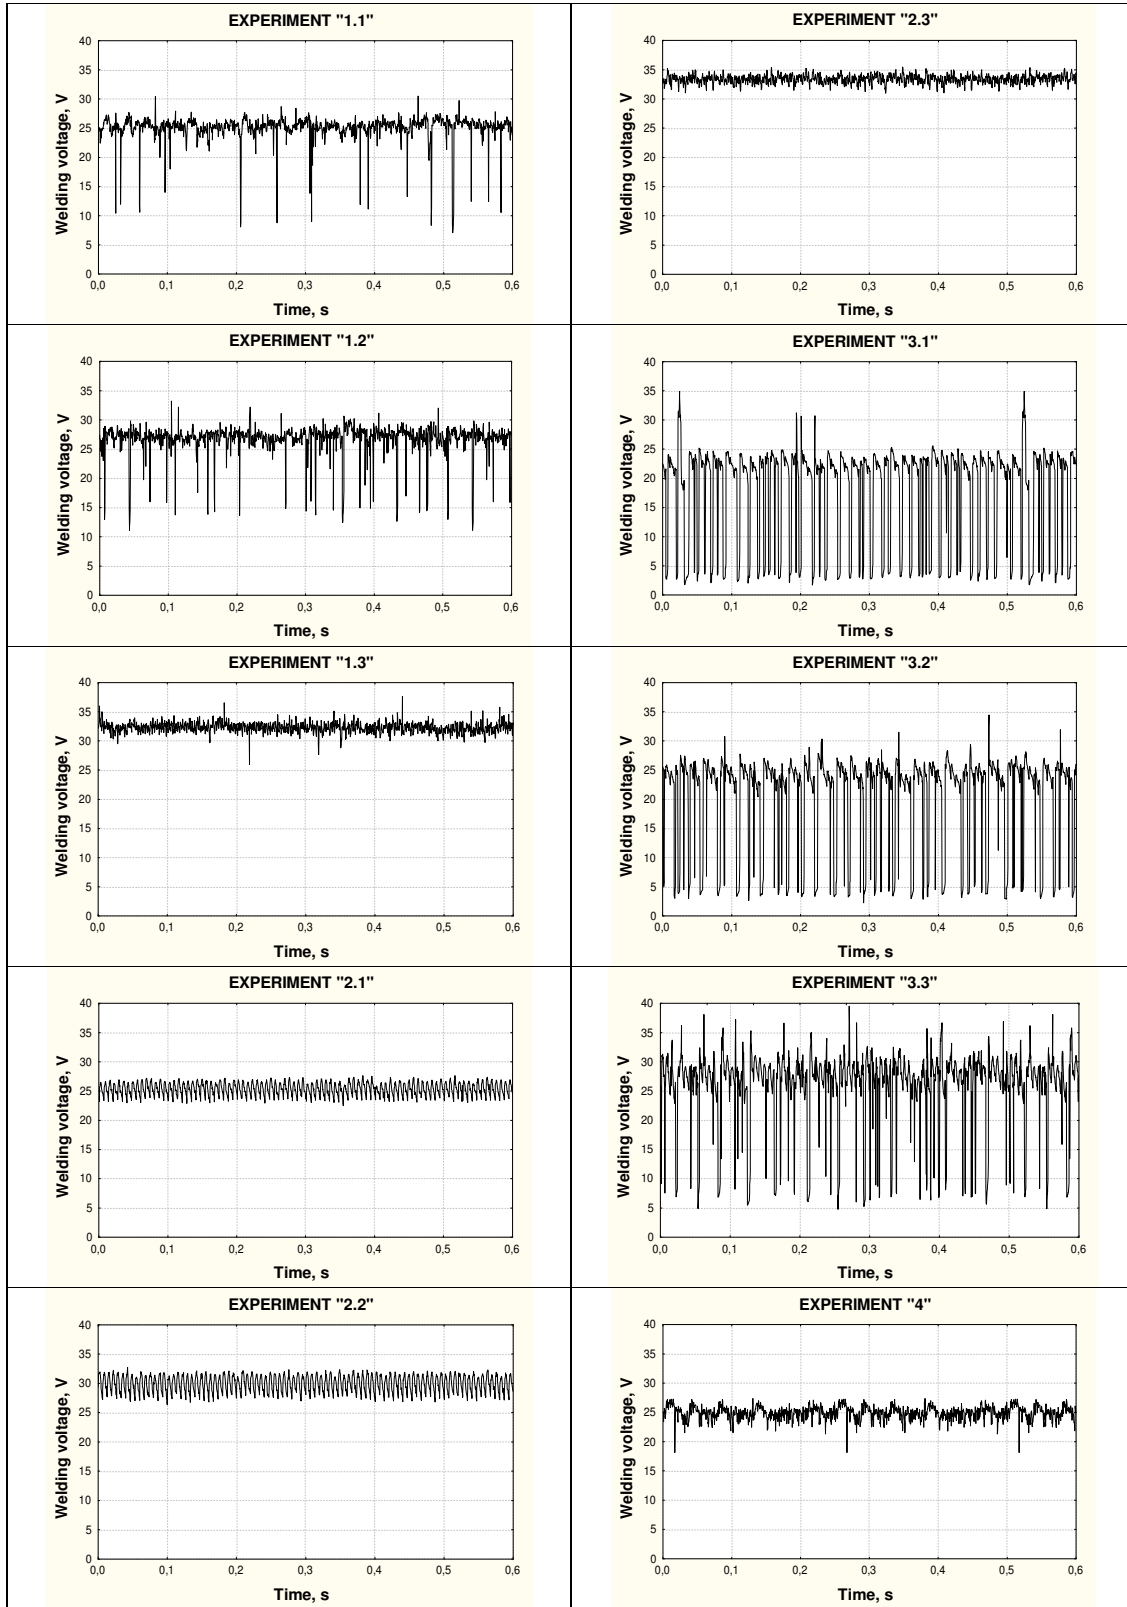 EXPERIMENT "1.1"
Welding voltage, V
40
35
30
25
20
15
10
5
0
0,0 0,1 0,2 0,3 0,4 0,5 0,6
Time, s
EXPERIMENT "2.3"
Welding voltage, V
40
35
30
25
20
15
10
5
0
0,0 0,1 0,2 0,3 0,4 0,5 0,6
Time, s
EXPERIMENT "1.2"
Welding voltage, V
40
35
30
25
20
15
10
5
0
0,0 0,1 0,2 0,3 0,4 0,5 0,6
Time, s
EXPERIMENT "3.1"
Welding voltage, V
40
35
30
25
20
15
10
5
0
0,0 0,1 0,2 0,3 0,4 0,5 0,6
Time, s
EXPERIMENT "1.3"
Welding voltage, V
40
35
30
25
20
15
10
5
0
0,0 0,1 0,2 0,3 0,4 0,5 0,6
Time, s
EXPERIMENT "3.2"
Welding voltage, V
40
35
30
25
20
15
10
5
0
0,0 0,1 0,2 0,3 0,4 0,5 0,6
Time, s
EXPERIMENT "2.1"
Welding voltage, V
40
35
30
25
20
15
10
5
0
0,0 0,1 0,2 0,3 0,4 0,5 0,6
Time, s
EXPERIMENT "3.3"
Welding voltage, V
40
35
30
25
20
15
10
5
0
0,0 0,1 0,2 0,3 0,4 0,5 0,6
Time, s
EXPERIMENT "2.2"
Welding voltage, V
40
35
30
25
20
15
10
5
0
0,0 0,1 0,2 0,3 0,4 0,5 0,6
Time, s
EXPERIMENT "4"
Welding voltage, V
40
35
30
25
20
15
10
5
0
0,0 0,1 0,2 0,3 0,4 0,5 0,6
Time, s